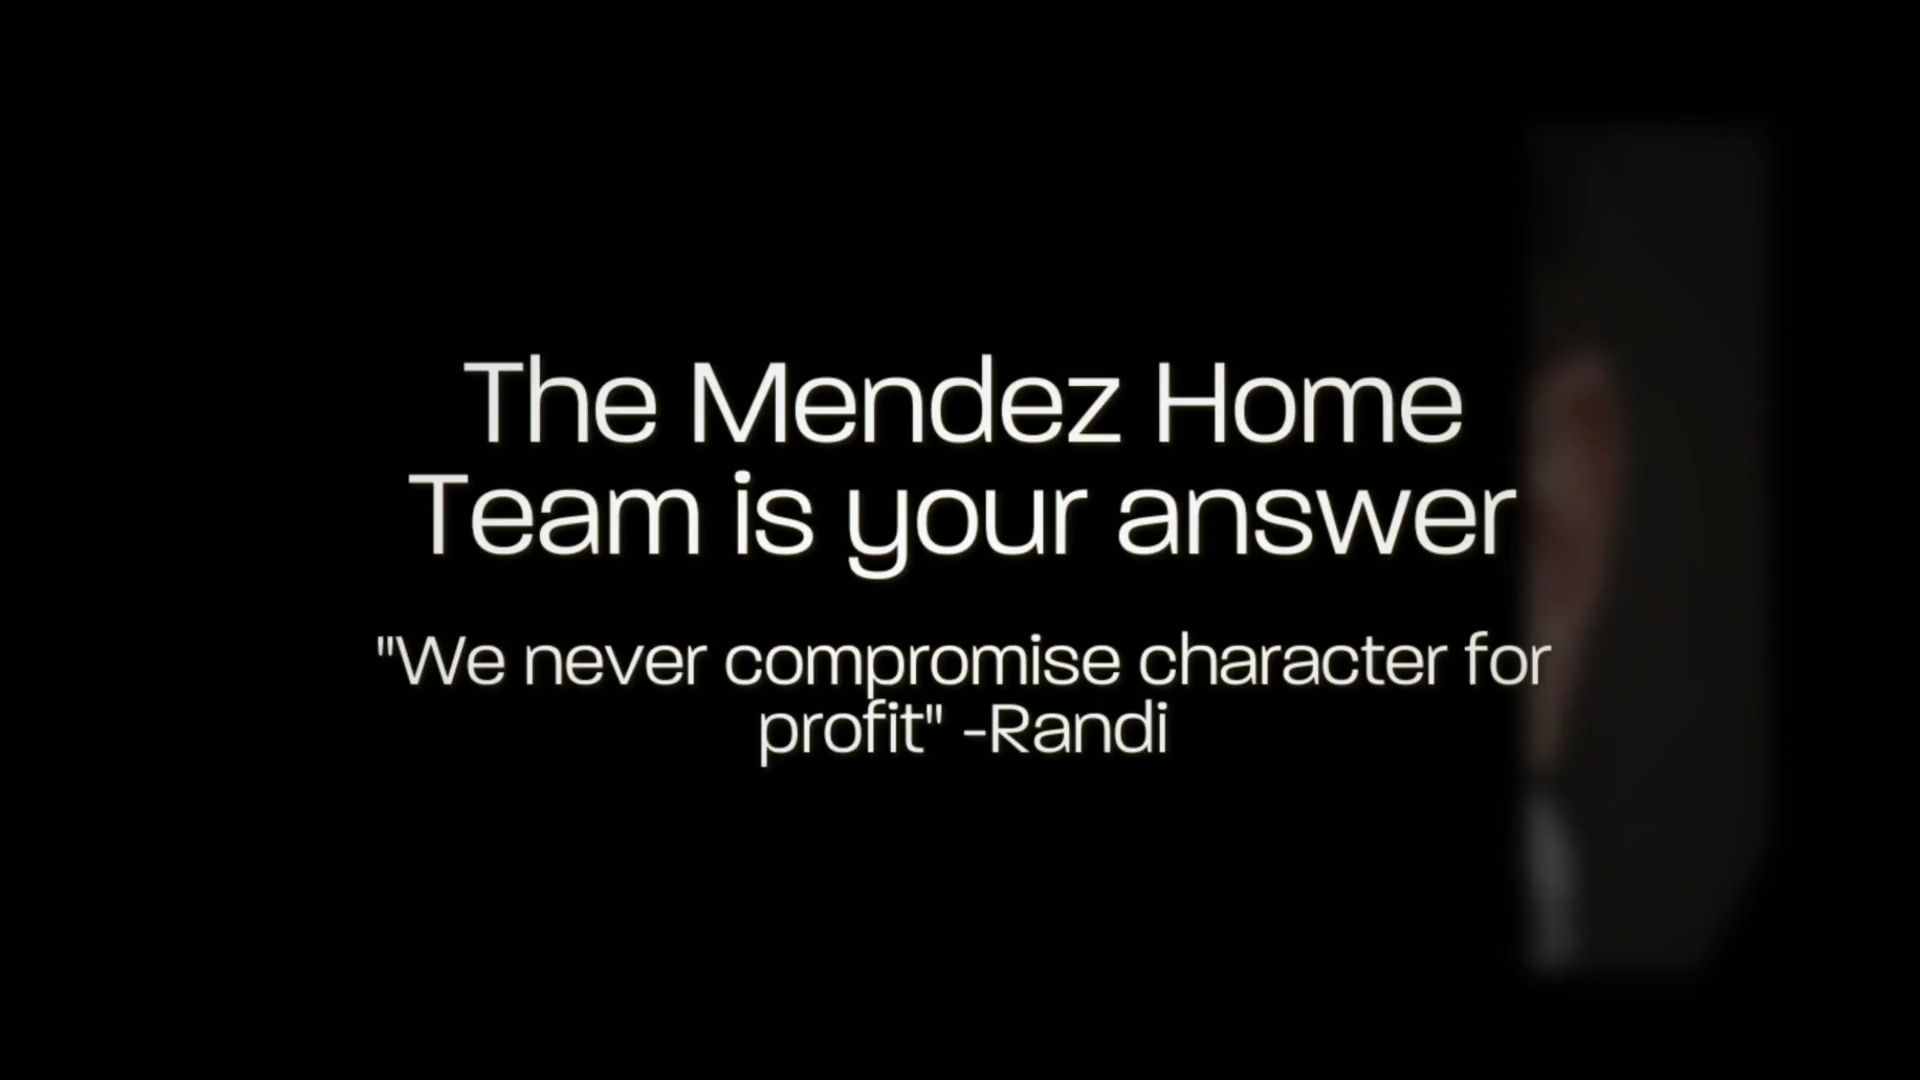 The Mendez Home
Team is your answer
"We never compromise character for
profit" -Randi